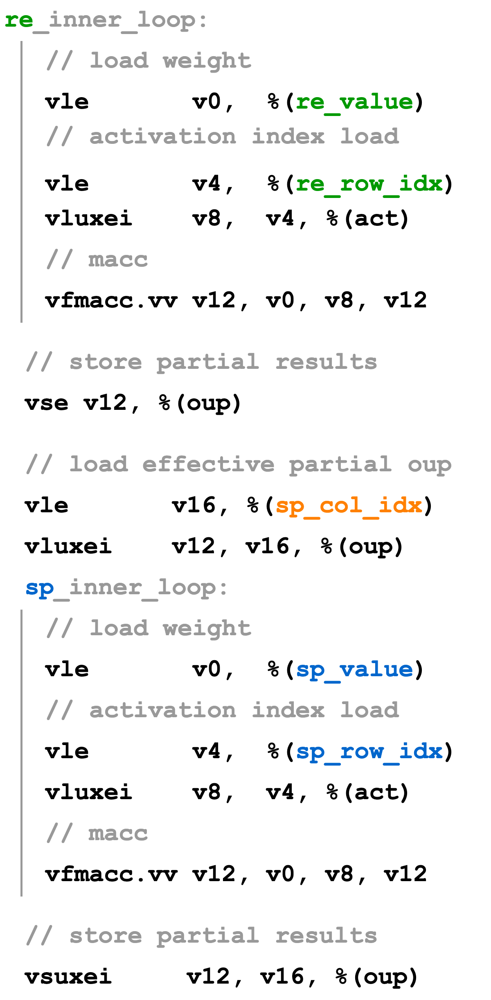 re_inner_loop:
// load weight
vle v0, %(re_value)
// activation index load
vle v4, %(re_row_idx)
vluxei v8, v4, %(act)
// macc
vfmacc.vv v12, v0, v8, v12
// store partial results
vse v12, %(oup)
// load effective partial oup
vle v16, %(sp_col_idx)
vluxei v12, v16, %(oup)
sp_inner_loop:
// load weight
vle v0, %(sp_value)
// activation index load
vle v4, %(sp_row_idx)
vluxei v8, v4, %(act)
// macc
vfmacc.vv v12, v0, v8, v12
// store partial results
vsuxei v12, v16, %(oup)